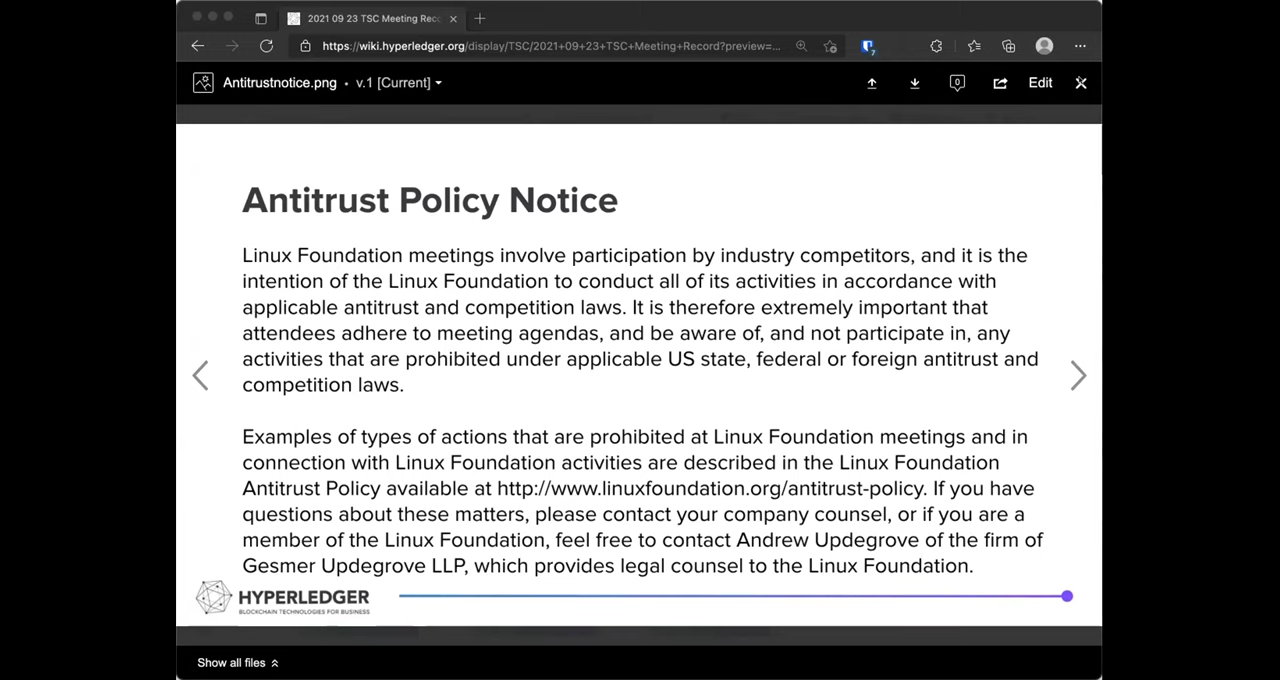 2021 09 23 TSC Meeting Reco
https://wiki.hyperledger.org/display/TSC/2021+09+23+TSC+Meeting+Record?preview=...
7
Antitrustnotice.png • v.1 [Current]
0
Edit
Antitrust Policy Notice
Linux Foundation meetings involve participation by industry competitors, and it is the
intention of the Linux Foundation to conduct all of its activities in accordance with
applicable antitrust and competition laws. It is therefore extremely important that
attendees adhere to meeting agendas, and be aware of, and not participate in, any
activities that are prohibited under applicable US state, federal or foreign antitrust and
competition laws.
Examples of types of actions that are prohibited at Linux Foundation meetings and in
connection with Linux Foundation activities are described in the Linux Foundation
Antitrust Policy available at http://www.linuxfoundation.org/antitrust-policy. If you have
questions about these matters, please contact your company counsel, or if you are a
member of the Linux Foundation, feel free to contact Andrew Updegrove of the firm of
Gesmer Updegrove LLP, which provides legal counsel to the Linux Foundation.
HYPERLEDGER
BLOCKCHAIN TECHNOLOGIES FOR BUSINESS
Show all files